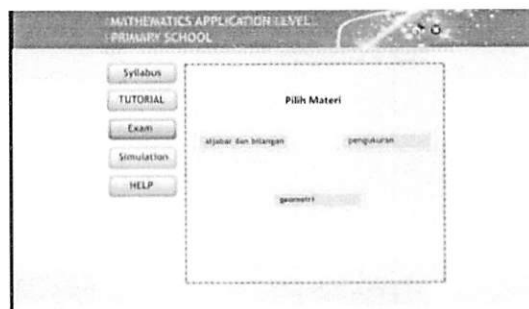 MATHEMATICS APPLICATION LEVEL
PRIMARY SCHOOL
Syllabus
TUTORIAL
Exam
Simulation
HELP
Pilih Materi
aljabar dan bilangan
pengukuran
geometri